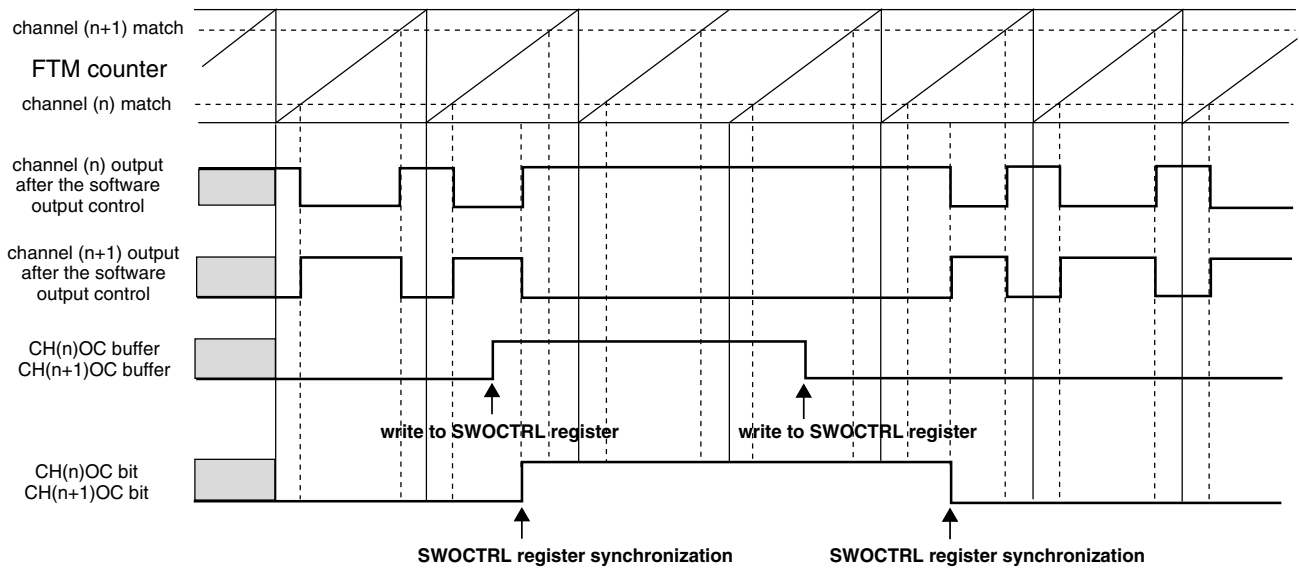 channel (n+1) match
FTM counter
channel (n) match
channel (n) output
after the software
output control
channel (n+1) output
after the software
output control
CH(n)OC buffer
CH(n+1)OC buffer
write to SWOCTRL register
write to SWOCTRL register
CH(n)OC bit
CH(n+1)OC bit
SWOCTRL register synchronization
SWOCTRL register synchronization